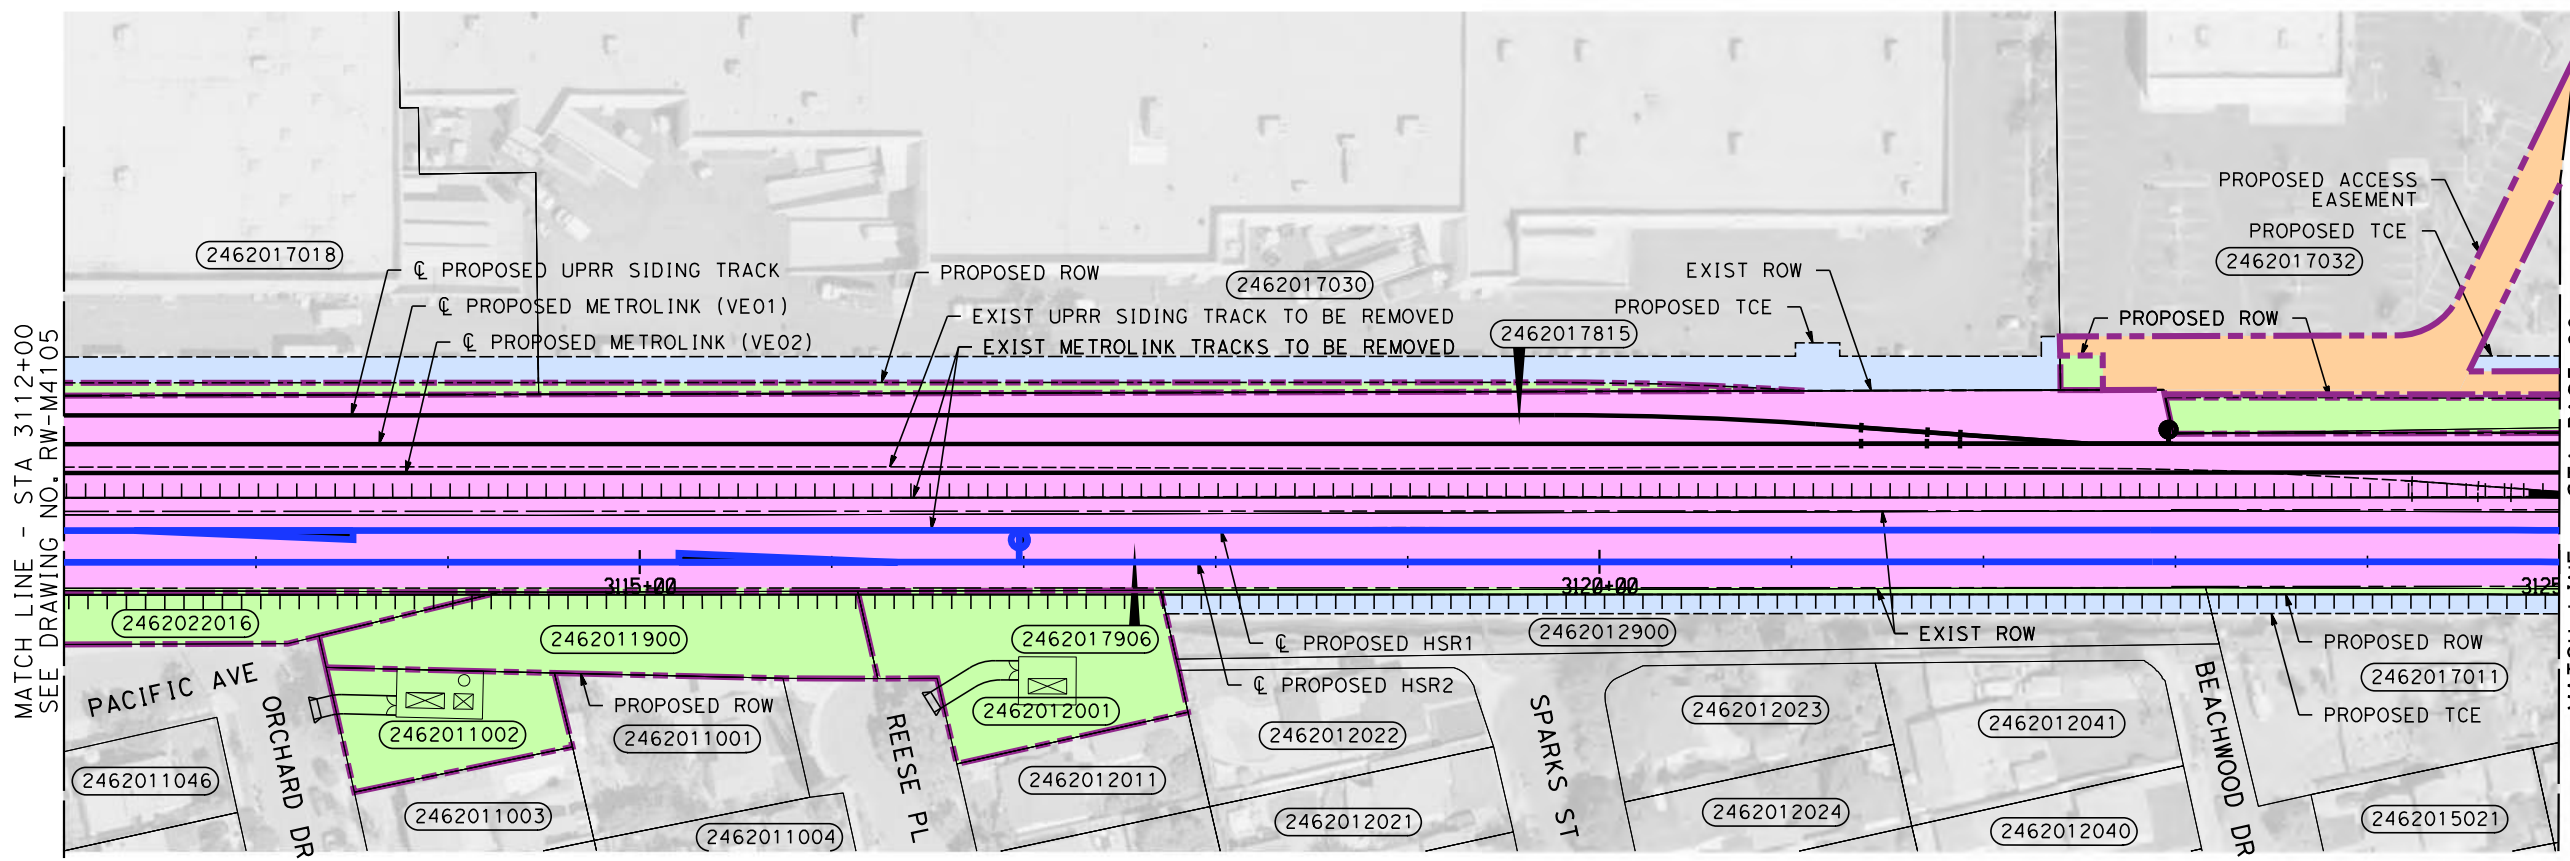 MATCH LINE - STA 3112+00
SEE DRAWING NO. RW-M4105
2462017018
℄ PROPOSED UPRR SIDING TRACK
℄ PROPOSED METROLINK (VE01)
℄ PROPOSED METROLINK (VE02)
PROPOSED ROW
2462017030
EXIST UPRR SIDING TRACK TO BE REMOVED
EXIST METROLINK TRACKS TO BE REMOVED
2462017815
EXIST ROW
PROPOSED TCE
PROPOSED ACCESS
EASEMENT
PROPOSED TCE
2462017032
PROPOSED ROW
3115+00
3120+00
3125
2462022016
2462011900
2462017906
2462012900
℄ PROPOSED HSR1
℄ PROPOSED HSR2
EXIST ROW
PROPOSED ROW
2462017011
PROPOSED TCE
PACIFIC AVE
ORCHARD DR
2462011002
PROPOSED ROW
2462011001
REESE PL
2462012001
2462012022
SPARKS ST
2462012023
2462012041
BEACHWOOD DR
2462011046
2462011003
2462011004
2462012011
2462012021
2462012024
2462012040
2462015021